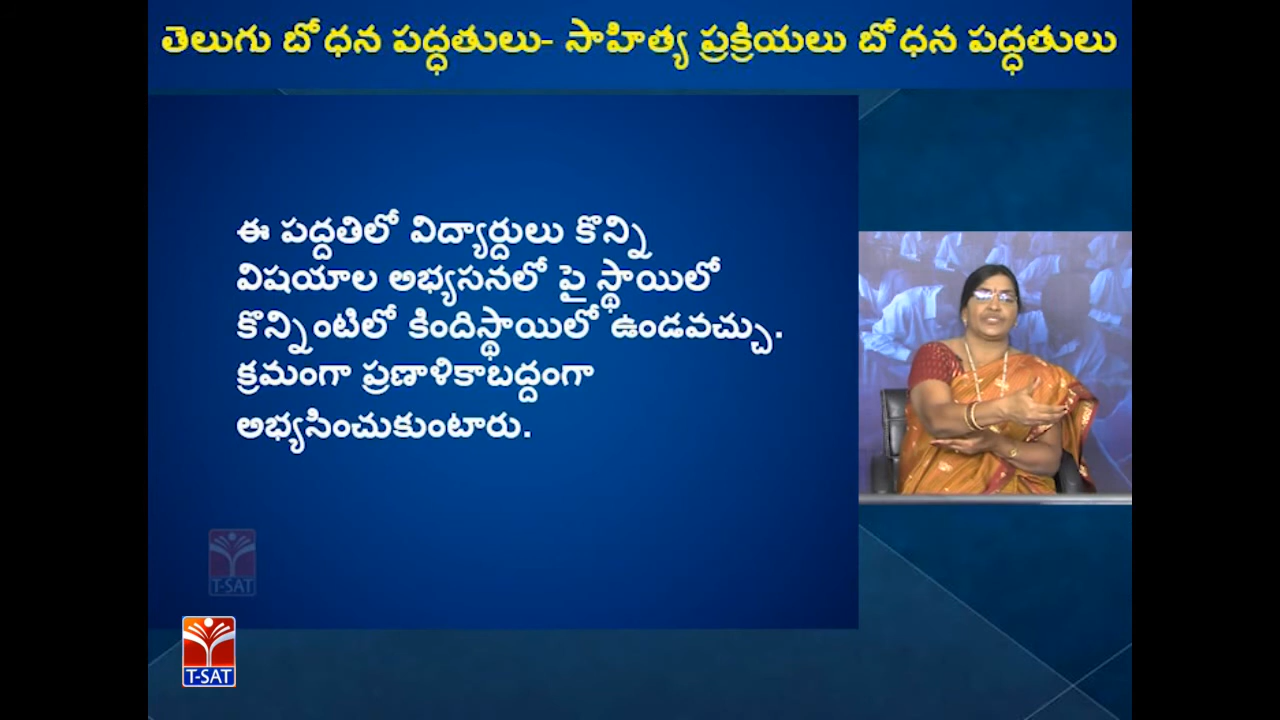 తెలుగు బోధన పద్ధతులు- సాహిత్య ప్రక్రియలు బోధన పద్ధతులు
ఈ పద్దతిలో విద్యార్దులు కొన్ని
విషయాల అభ్యసనలో పై స్థాయిలో
కొన్నింటిలో కిందిస్థాయిలో ఉండవచ్చు.
క్రమంగా ప్రణాళికాబద్దంగా
అభ్యసించుకుంటారు.
T-SAT
T-SAT